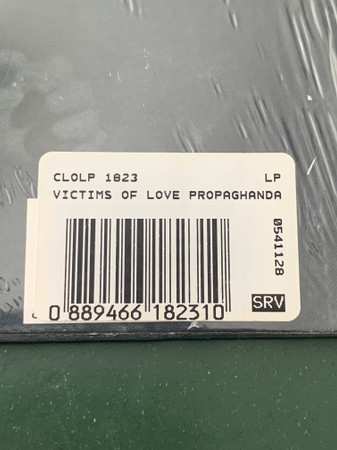 CLOLP 1823 LP
VICTIMS OF LOVE PROPAGHANDA
0541128
SRV
0 889466 182310